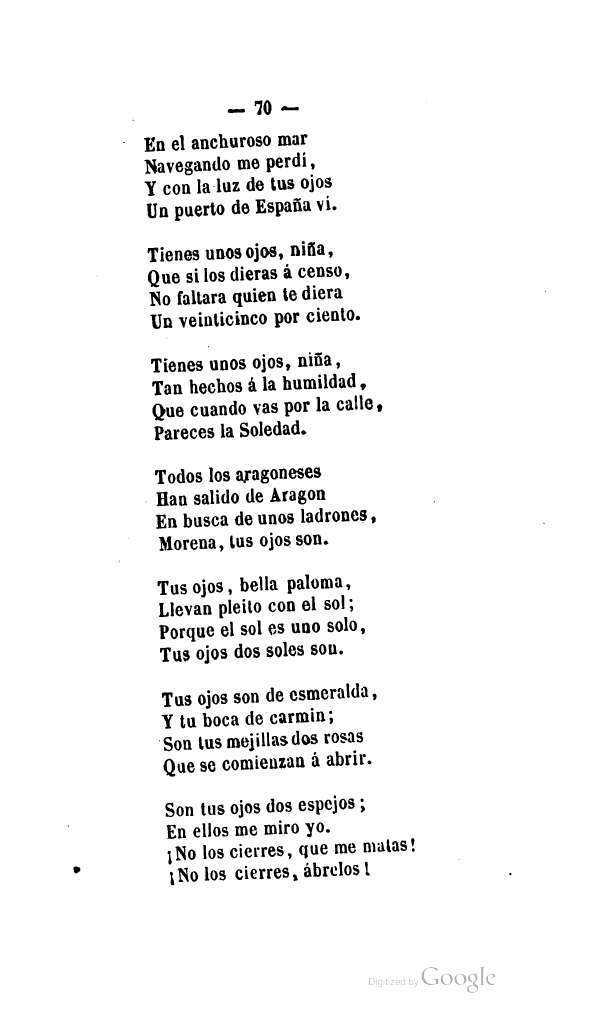 — 70 —
En el anchuroso mar
Navegando me perdí,
Y con la luz de tus ojos
Un puerto de España vi.
Tienes unos ojos, niña,
Que si los dieras á censo,
No faltara quien te diera
Un veinticinco por ciento.
Tienes unos ojos, niña,
Tan hechos á la humildad,
Que cuando vas por la calle,
Pareces la Soledad.
Todos los aragoneses
Han salido de Aragon
En busca de unos ladrones,
Morena, tus ojos son.
Tus ojos, bella paloma,
Llevan pleito con el sol;
Porque el sol es uno solo,
Tus ojos dos soles son.
Tus ojos son de esmeralda,
Y tu boca de carmin;
Son tus mejillas dos rosas
Que se comienzan á abrir.
Son tus ojos dos espejos;
En ellos me miro yo.
¡No los cierres, que me matas!
¡No los cierres, ábrelos!
Digitized by Google